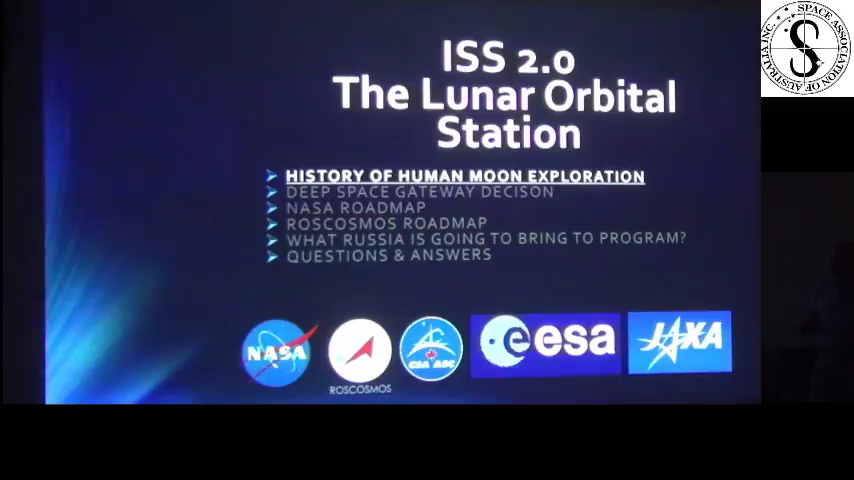 ISS 2.0
The Lunar Orbital
Station
HISTORY OF HUMAN MOON EXPLORATION
DEEP SPACE GATEWAY DECISON
NASA ROADMAP
ROSCOSMOS ROADMAP
WHAT RUSSIA IS GOING TO BRING TO PROGRAM?
QUESTIONS & ANSWERS
NASA
ROSCOSMOS
CSA ASC
esa
JAXA
SPACE ASSOCIATION OF AUSTRALIA INC.
S